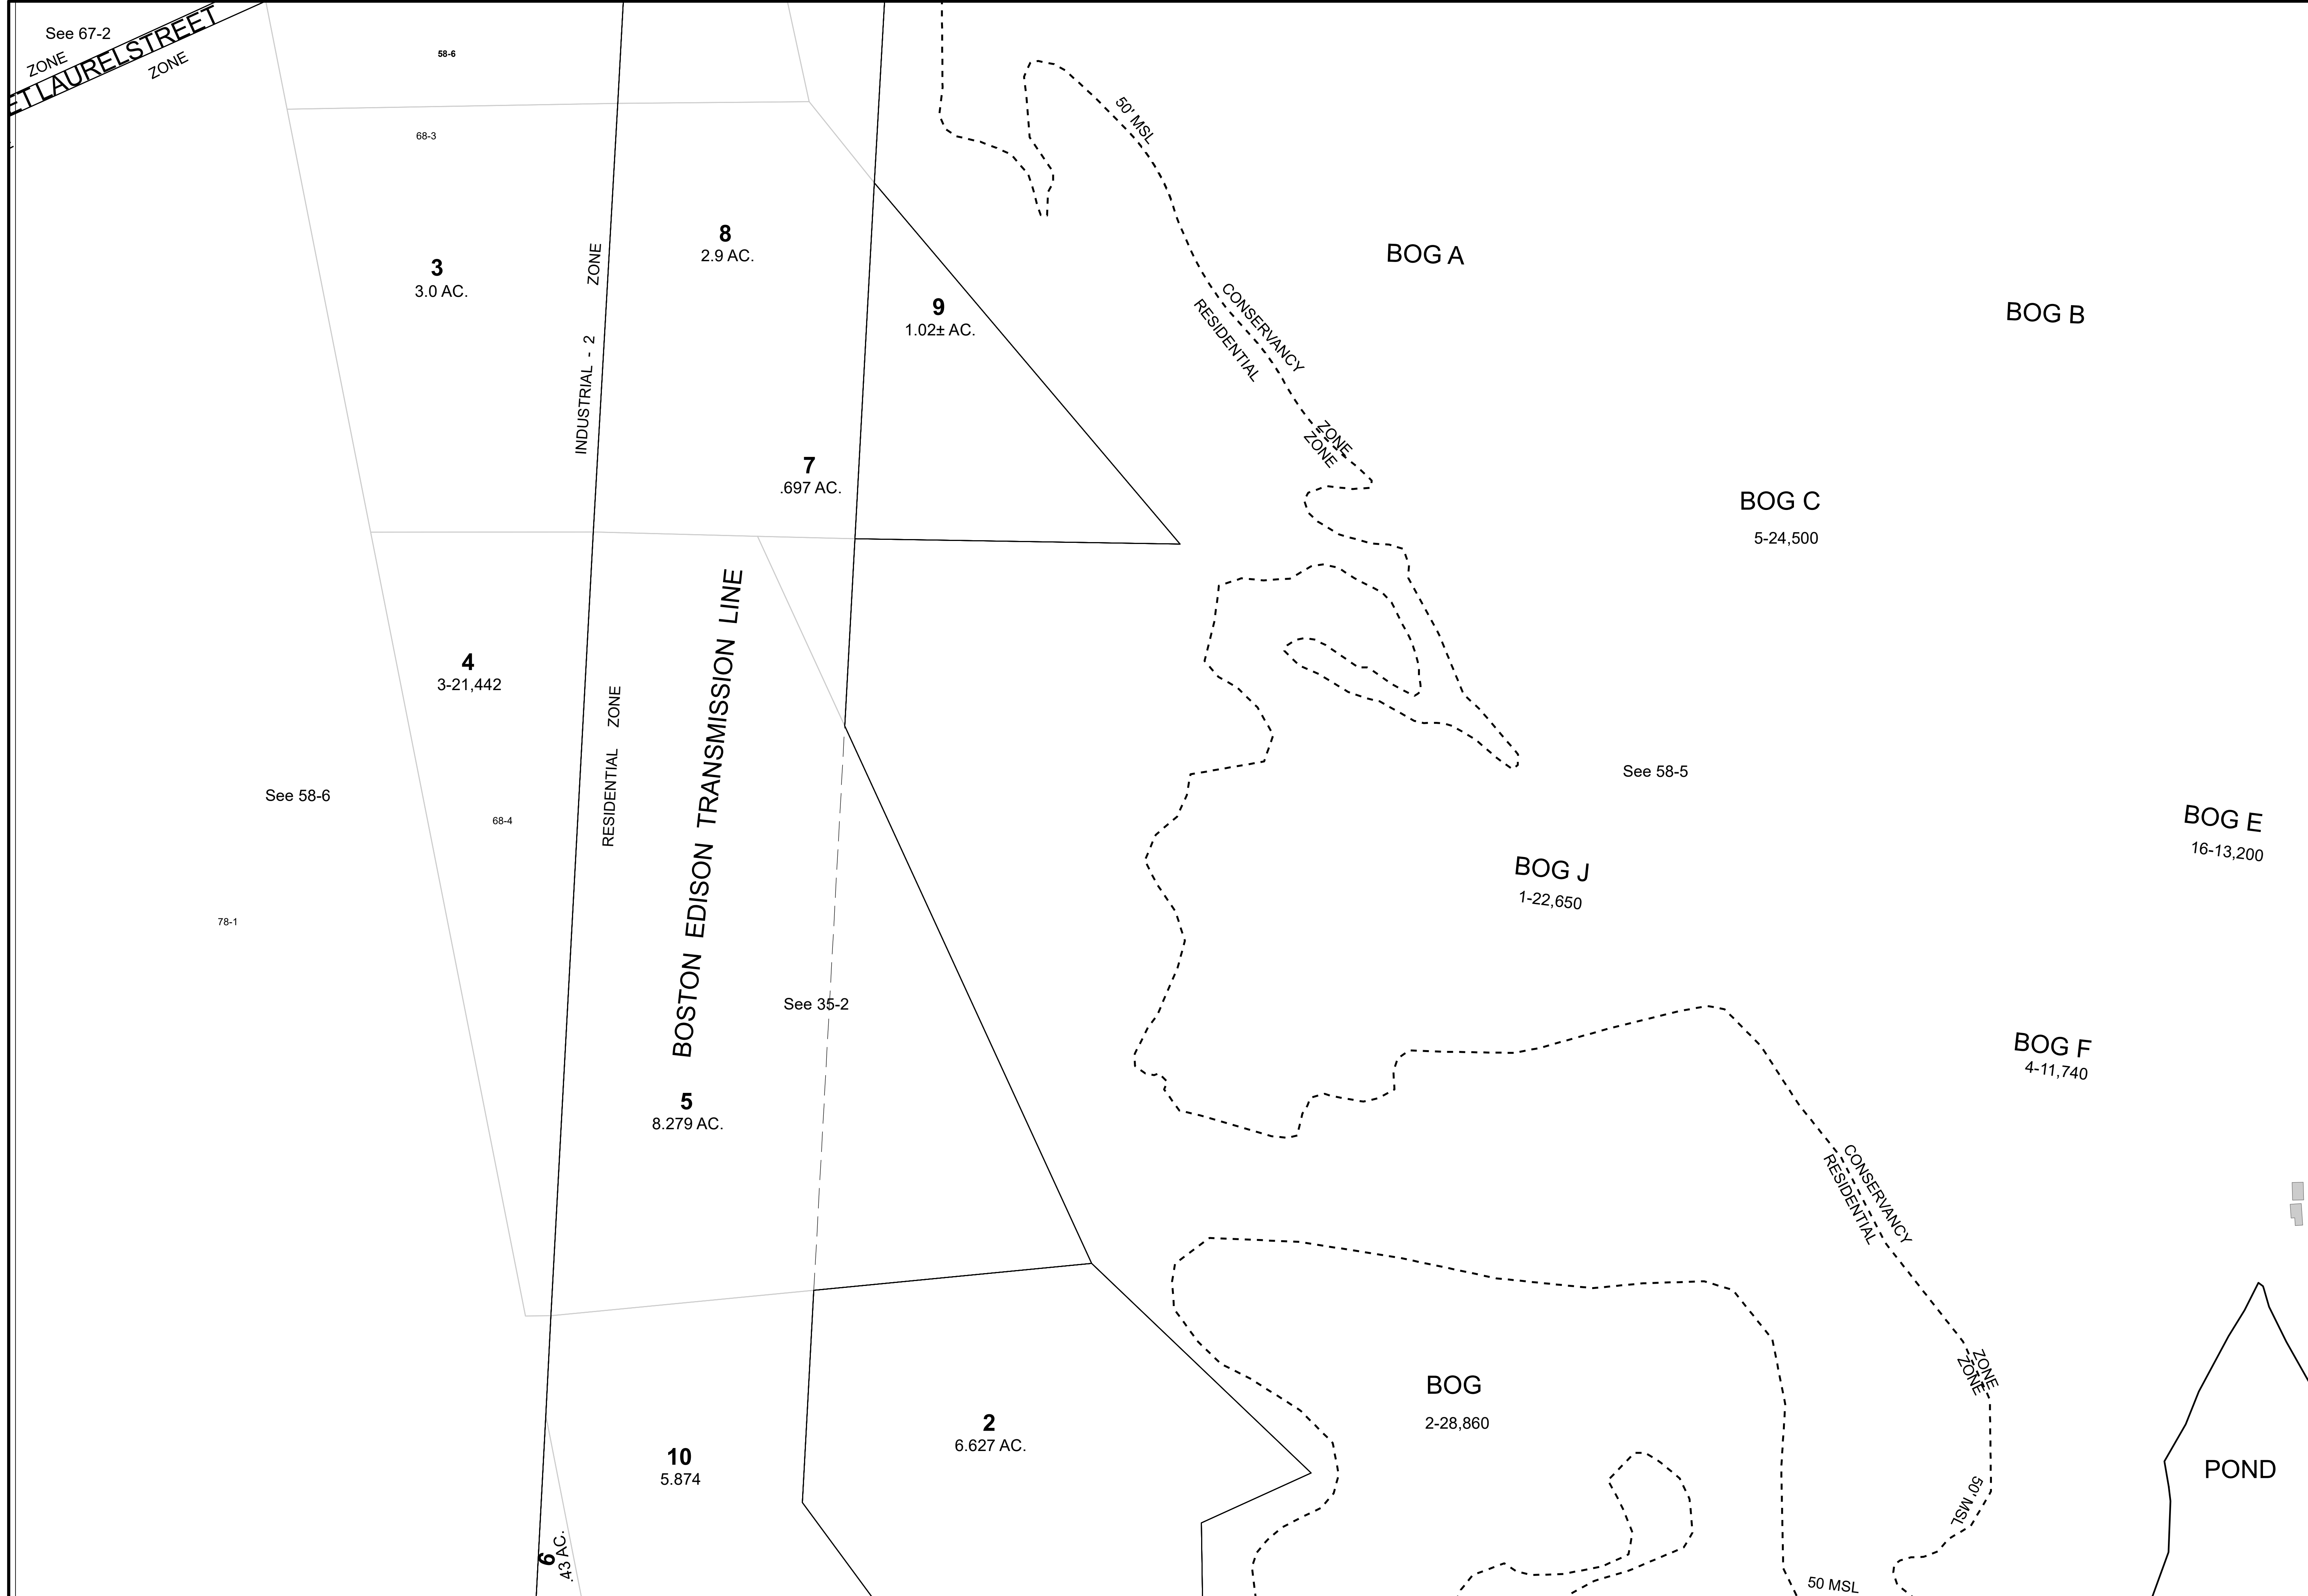 See 67-2
ZONE
ET LAURELSTREET
ZONE
58-6
68-3
50' MSL
8
2.9 AC.
3
3.0 AC.
INDUSTRIAL - 2 ZONE
9
1.02± AC.
BOG A
CONSERVANCY
RESIDENTIAL
BOG B
ZONE
ZONE
7
.697 AC.
BOG C
5-24,500
4
3-21,442
RESIDENTIAL ZONE
BOSTON EDISON TRANSMISSION LINE
See 58-6
68-4
See 58-5
BOG E
16-13,200
BOG J
1-22,650
78-1
See 35-2
BOG F
4-11,740
5
8.279 AC.
CONSERVANCY
RESIDENTIAL
ZONE
ZONE
BOG
2-28,860
2
6.627 AC.
10
5.874
POND
50' MSL
6
.43 AC.
50 MSL